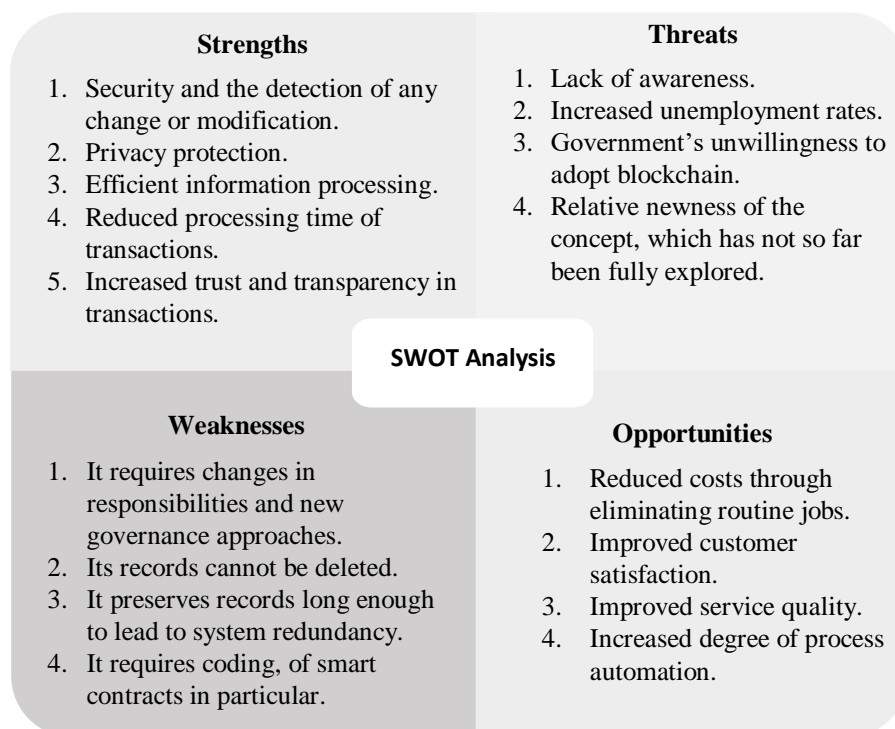 Strengths
1. Security and the detection of any
change or modification.
2. Privacy protection.
3. Efficient information processing.
4. Reduced processing time of
transactions.
5. Increased trust and transparency in
transactions.
Threats
1. Lack of awareness.
2. Increased unemployment rates.
3. Government’s unwillingness to
adopt blockchain.
4. Relative newness of the
concept, which has not so far
been fully explored.
SWOT Analysis
Weaknesses
1. It requires changes in
responsibilities and new
governance approaches.
2. Its records cannot be deleted.
3. It preserves records long enough
to lead to system redundancy.
4. It requires coding, of smart
contracts in particular.
Opportunities
1. Reduced costs through
eliminating routine jobs.
2. Improved customer
satisfaction.
3. Improved service quality.
4. Increased degree of process
automation.